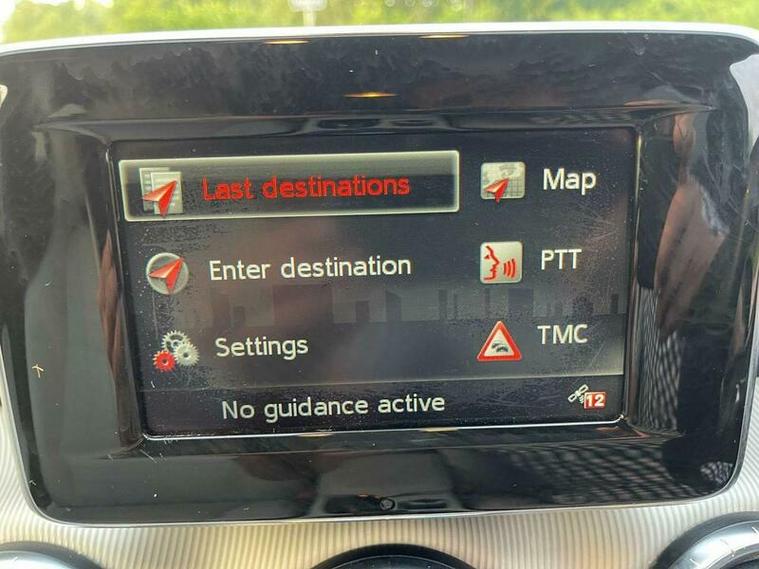 Last destinations
Map
Enter destination
PTT
Settings
TMC
No guidance active
12